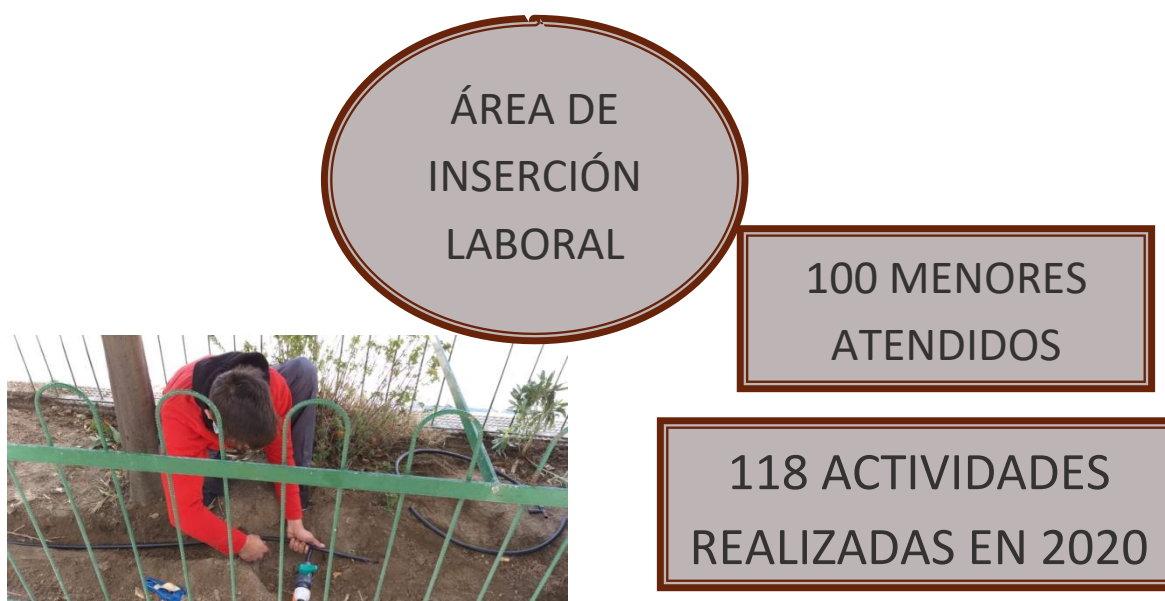 ÁREA DE
INSERCIÓN
LABORAL
100 MENORES
ATENDIDOS
118 ACTIVIDADES
REALIZADAS EN 2020